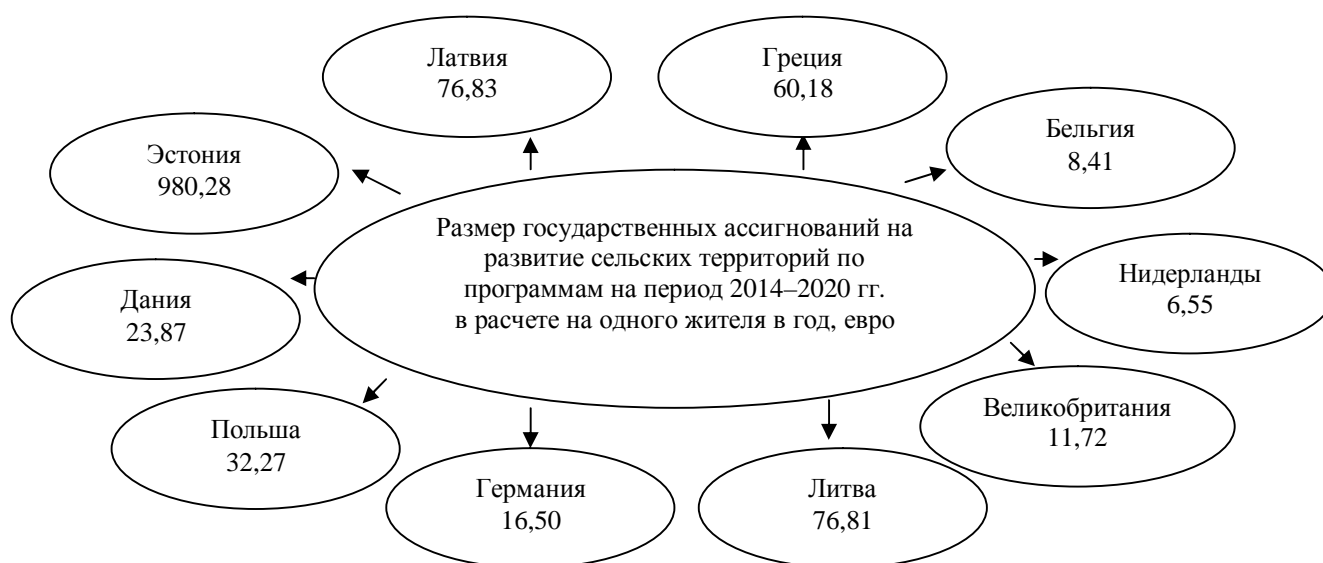 Латвия
76,83
Греция
60,18
Эстония
980,28
Бельгия
8,41
Размер государственных ассигнований на
развитие сельских территорий по
программам на период 2014–2020 гг.
в расчете на одного жителя в год, евро
Дания
23,87
Нидерланды
6,55
Польша
32,27
Великобритания
11,72
Германия
16,50
Литва
76,81